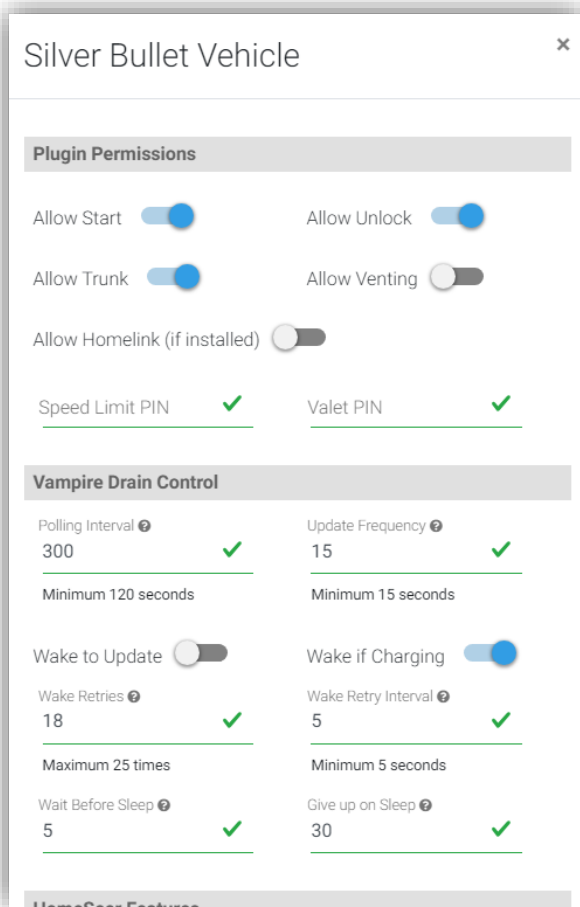 Silver Bullet Vehicle ×
Plugin Permissions
Allow Start Allow Unlock
Allow Trunk Allow Venting
Allow Homelink (if installed)
Speed Limit PIN Valet PIN
Vampire Drain Control
Polling Interval Update Frequency
300 15
Minimum 120 seconds Minimum 15 seconds
Wake to Update Wake if Charging
Wake Retries Wake Retry Interval
18 5
Maximum 25 times Minimum 5 seconds
Wait Before Sleep Give up on Sleep
5 30
HomeSeer Features